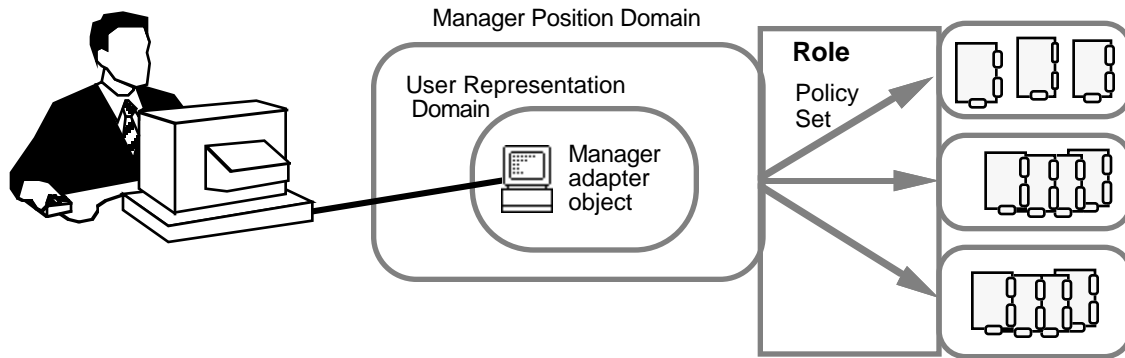 Manager Position Domain
User Representation
Domain
Manager
adapter
object
Role
Policy
Set